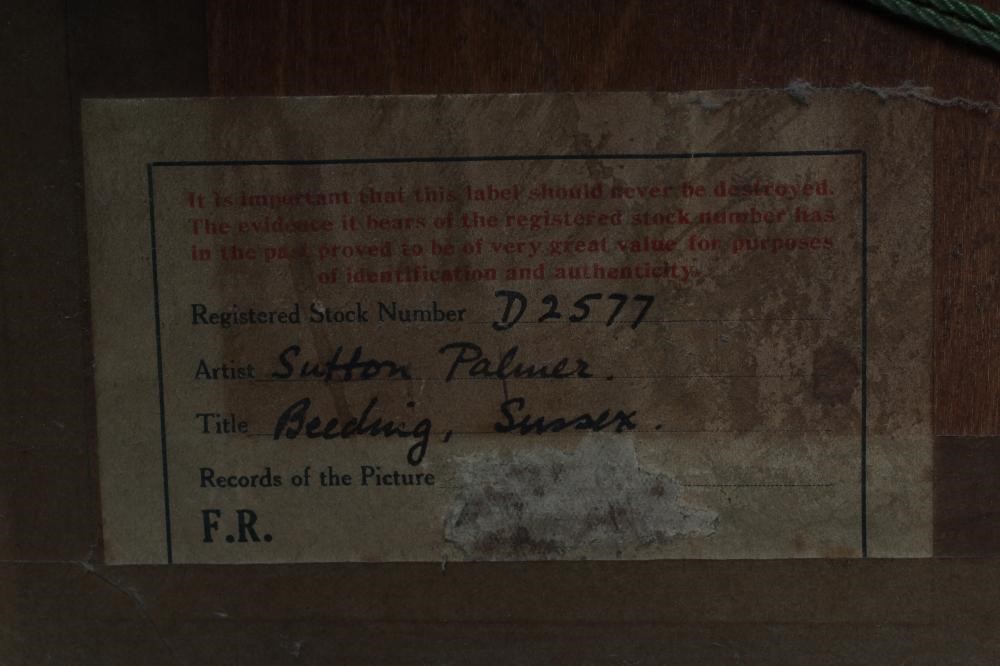 It is important that this label should never be destroyed.
The evidence it bears of the registered stock number has
in the past proved to be of very great value for purposes
of identification and authenticity.
Registered Stock Number D2577
Artist Sutton Palmer.
Title Beeding, Sussex.
Records of the Picture
F.R.